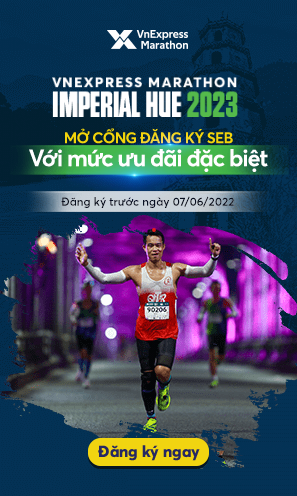 VnExpress
Marathon
VNEXPRESS MARATHON
IMPERIAL HUE 2023
MỞ CỔNG ĐĂNG KÝ SEB
Với mức ưu đãi đặc biệt
Đăng ký trước ngày 07/06/2022
90206
Đăng ký ngay